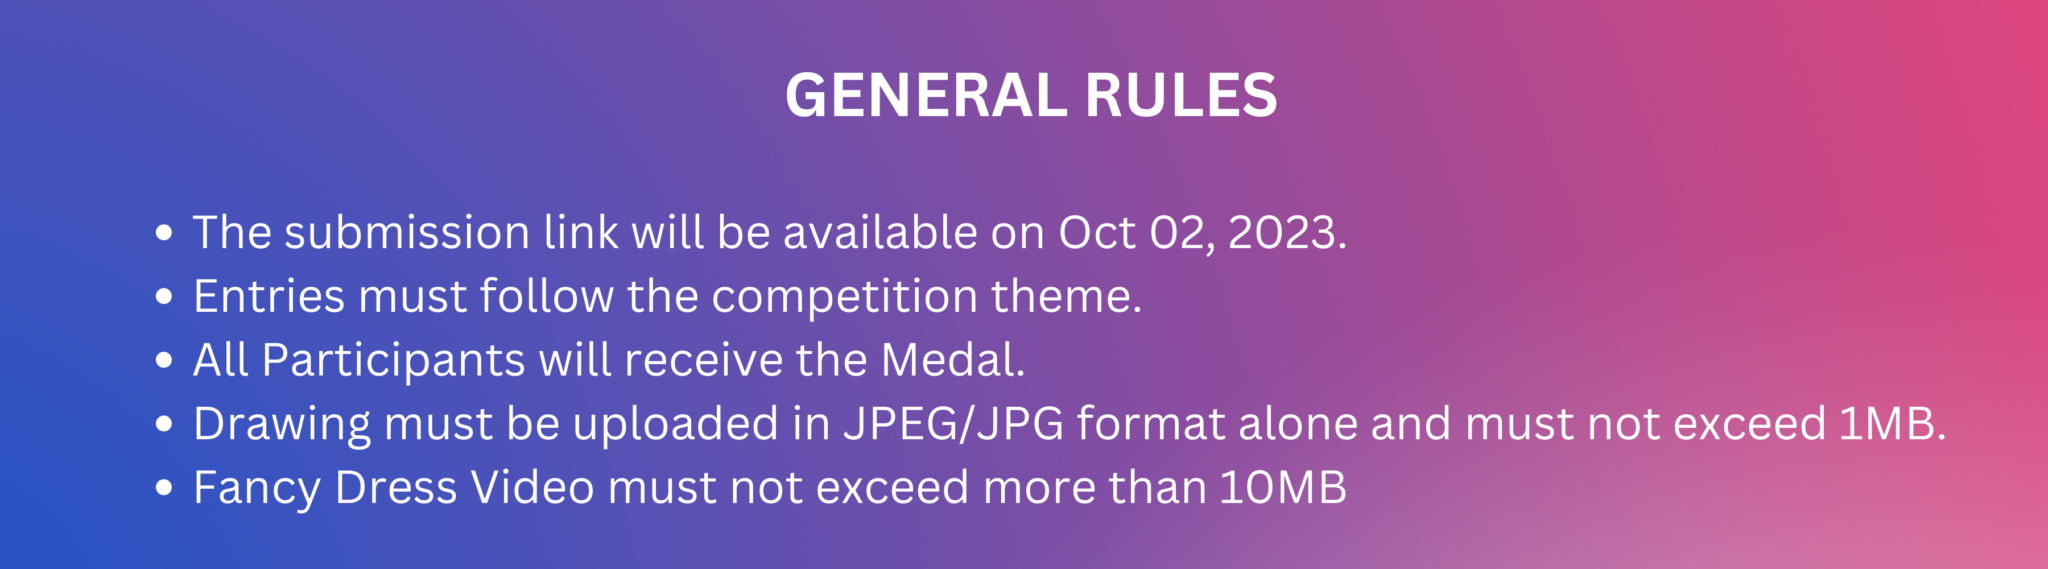 GENERAL RULES
• The submission link will be available on Oct 02, 2023.
• Entries must follow the competition theme.
• All Participants will receive the Medal.
• Drawing must be uploaded in JPEG/JPG format alone and must not exceed 1MB.
• Fancy Dress Video must not exceed more than 10MB